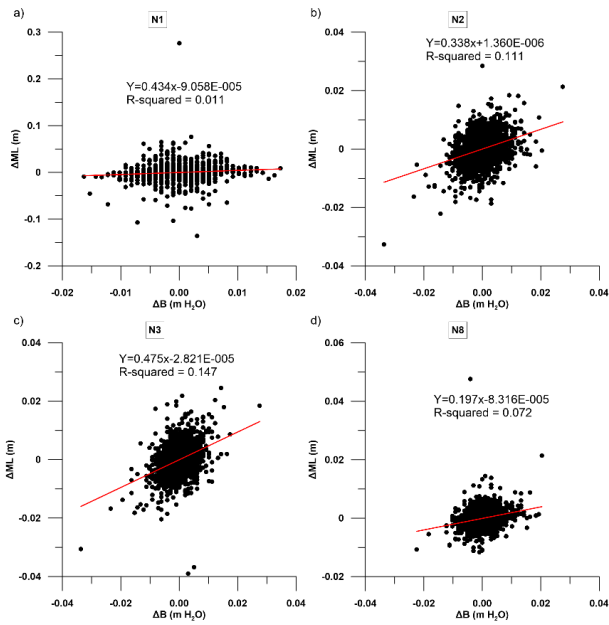 a)
N1
0.3
0.2
0.1
0
-0.1
-0.2
ΔML (m)
Y=0.434x-9.058E-005
R-squared = 0.011
-0.02
-0.01
0.00
0.01
0.02
ΔB (m H₂O)
b)
N2
0.04
0.02
0
-0.02
-0.04
ΔML (m)
Y=0.338x+1.360E-006
R-squared = 0.111
-0.04
-0.02
0.00
0.02
0.04
ΔB (m H₂O)
c)
N3
0.04
0.02
0
-0.02
-0.04
ΔML (m)
Y=0.475x-2.821E-005
R-squared = 0.147
-0.04
-0.02
0.00
0.02
0.04
ΔB (m H₂O)
d)
N8
0.06
0.04
0.02
0
-0.02
ΔML (m)
Y=0.197x-8.316E-005
R-squared = 0.072
-0.04
-0.02
0.00
0.02
0.04
ΔB (m H₂O)